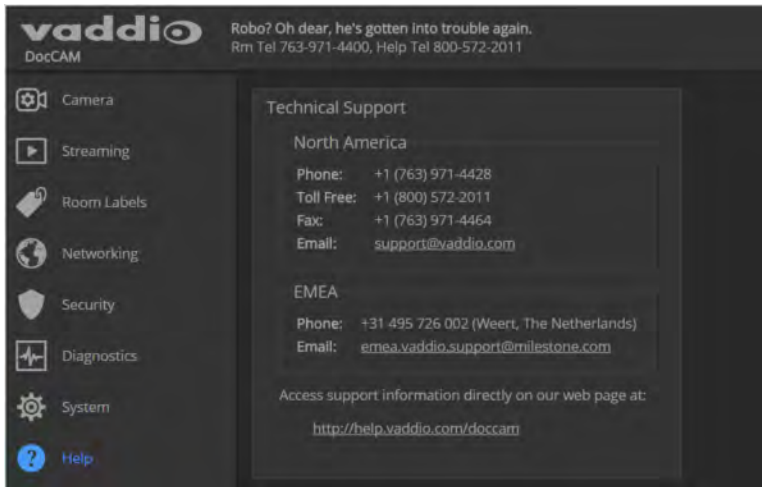 vaddio
DocCAM
Robo? Oh dear, he's gotten into trouble again.
Rm Tel 763-971-4400, Help Tel 800-572-2011
Camera
Streaming
Room Labels
Networking
Security
Diagnostics
System
Help
Technical Support
North America
Phone: +1 (763) 971-4428
Toll Free: +1 (800) 572-2011
Fax: +1 (763) 971-4464
Email: support@vaddio.com
EMEA
Phone: +31 495 726 002 (Weert, The Netherlands)
Email: emea.vaddio.support@milestone.com
Access support information directly on our web page at:
http://help.vaddio.com/doccam